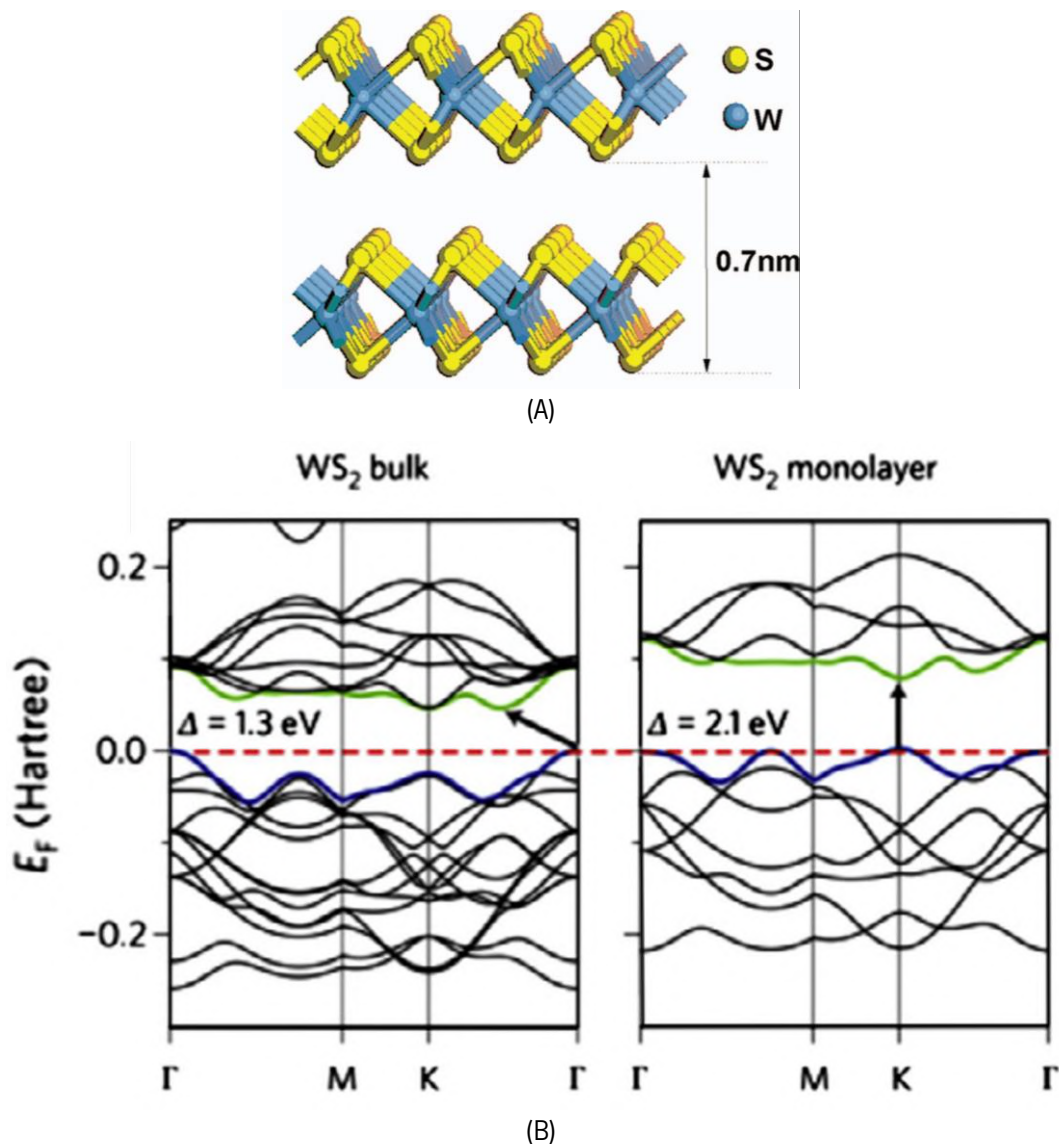 S
W
0.7nm
(A)
WS₂ bulk
WS₂ monolayer
E_F (Hartree)
0.2
0.0
−0.2
Δ = 1.3 eV
Δ = 2.1 eV
Γ M K Γ
Γ M K Γ
(B)